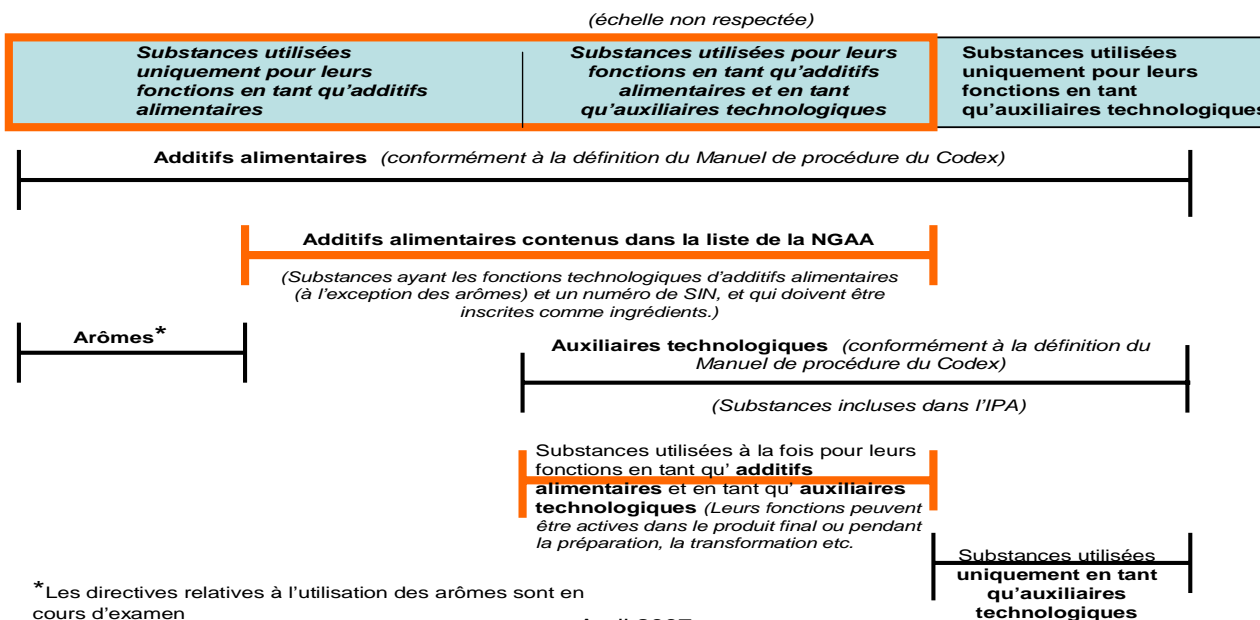 (échelle non respectée)
Substances utilisées
uniquement pour leurs
fonctions en tant qu'additifs
alimentaires
Substances utilisées pour leurs
fonctions en tant qu'additifs
alimentaires et en tant
qu'auxiliaires technologiques
Substances utilisées
uniquement pour leurs
fonctions en tant
qu'auxiliaires technologiques
Additifs alimentaires (conformément à la définition du Manuel de procédure du Codex)
Additifs alimentaires contenus dans la liste de la NGAA
(Substances ayant les fonctions technologiques d'additifs alimentaires
(à l'exception des arômes) et un numéro de SIN, et qui doivent être
inscrites comme ingrédients.)
Arômes*
Auxiliaires technologiques (conformément à la définition du
Manuel de procédure du Codex)
(Substances incluses dans l'IPA)
Substances utilisées à la fois pour leurs
fonctions en tant qu' additifs
alimentaires et en tant qu' auxiliaires
technologiques (Leurs fonctions peuvent
être actives dans le produit final ou pendant
la préparation, la transformation etc.
Substances utilisées
uniquement en tant
qu'auxiliaires
technologiques
*Les directives relatives à l'utilisation des arômes sont en
cours d'examen